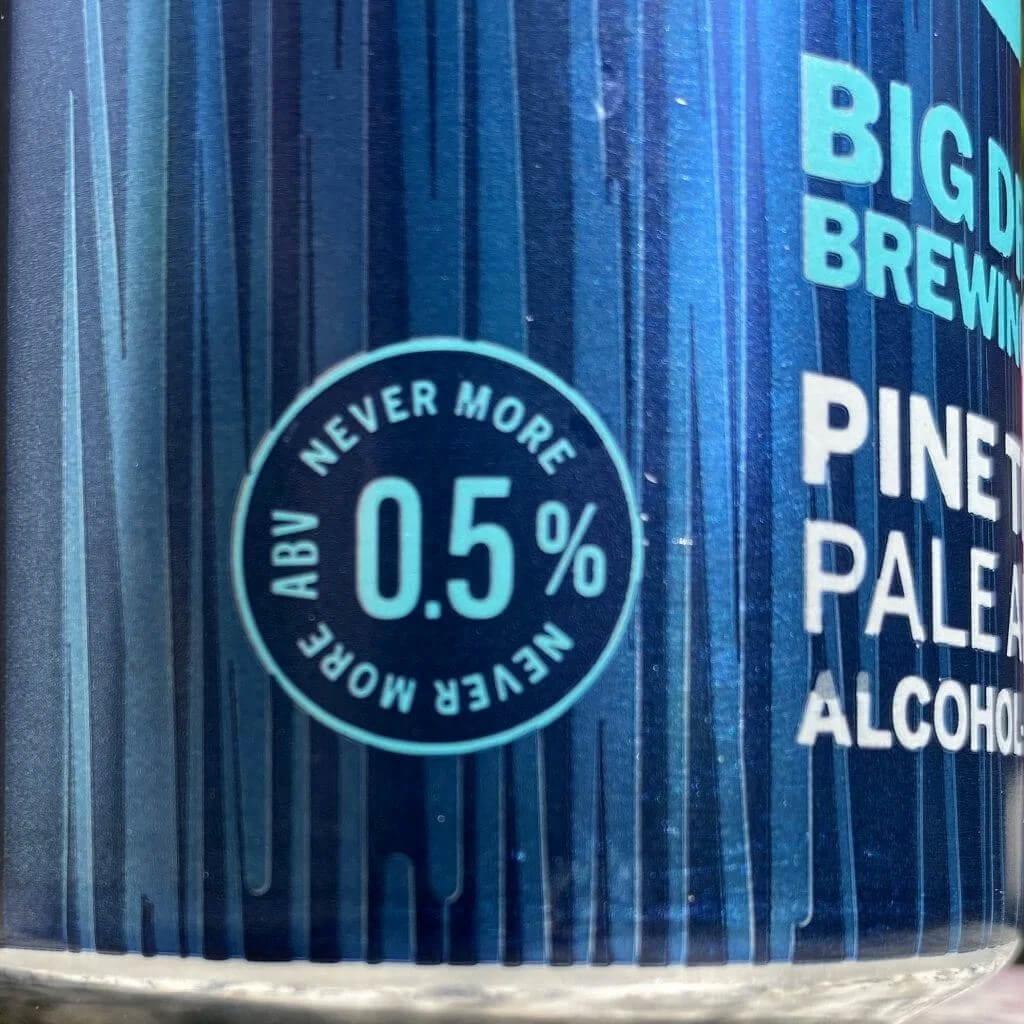 NEVER MORE
ABV
0.5%
NEVER MORE
BIG
BREWIN
PINE
PALE
ALCOHOL-